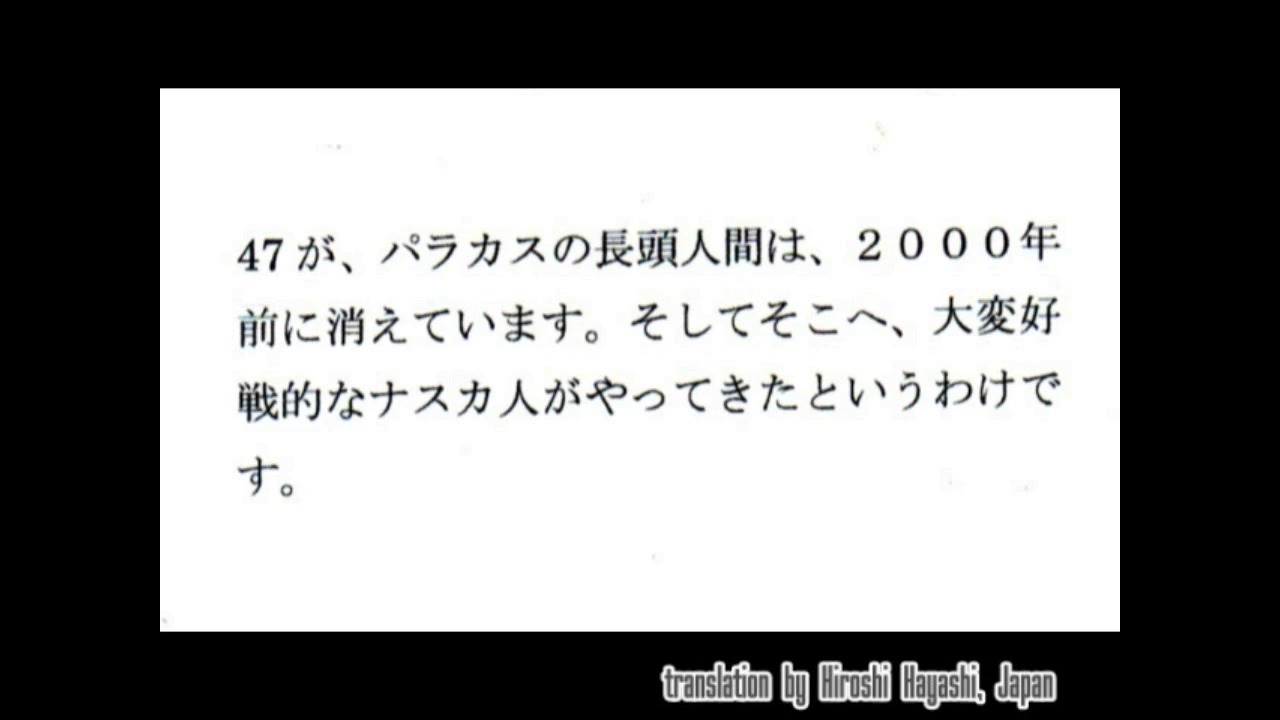 47が、パラカスの長頭人間は、２０００年
前に消えています。そしてそこへ、大変好
戦的なナスカ人がやってきたというわけで
す。
translation by Hiroshi Hayashi, Japan